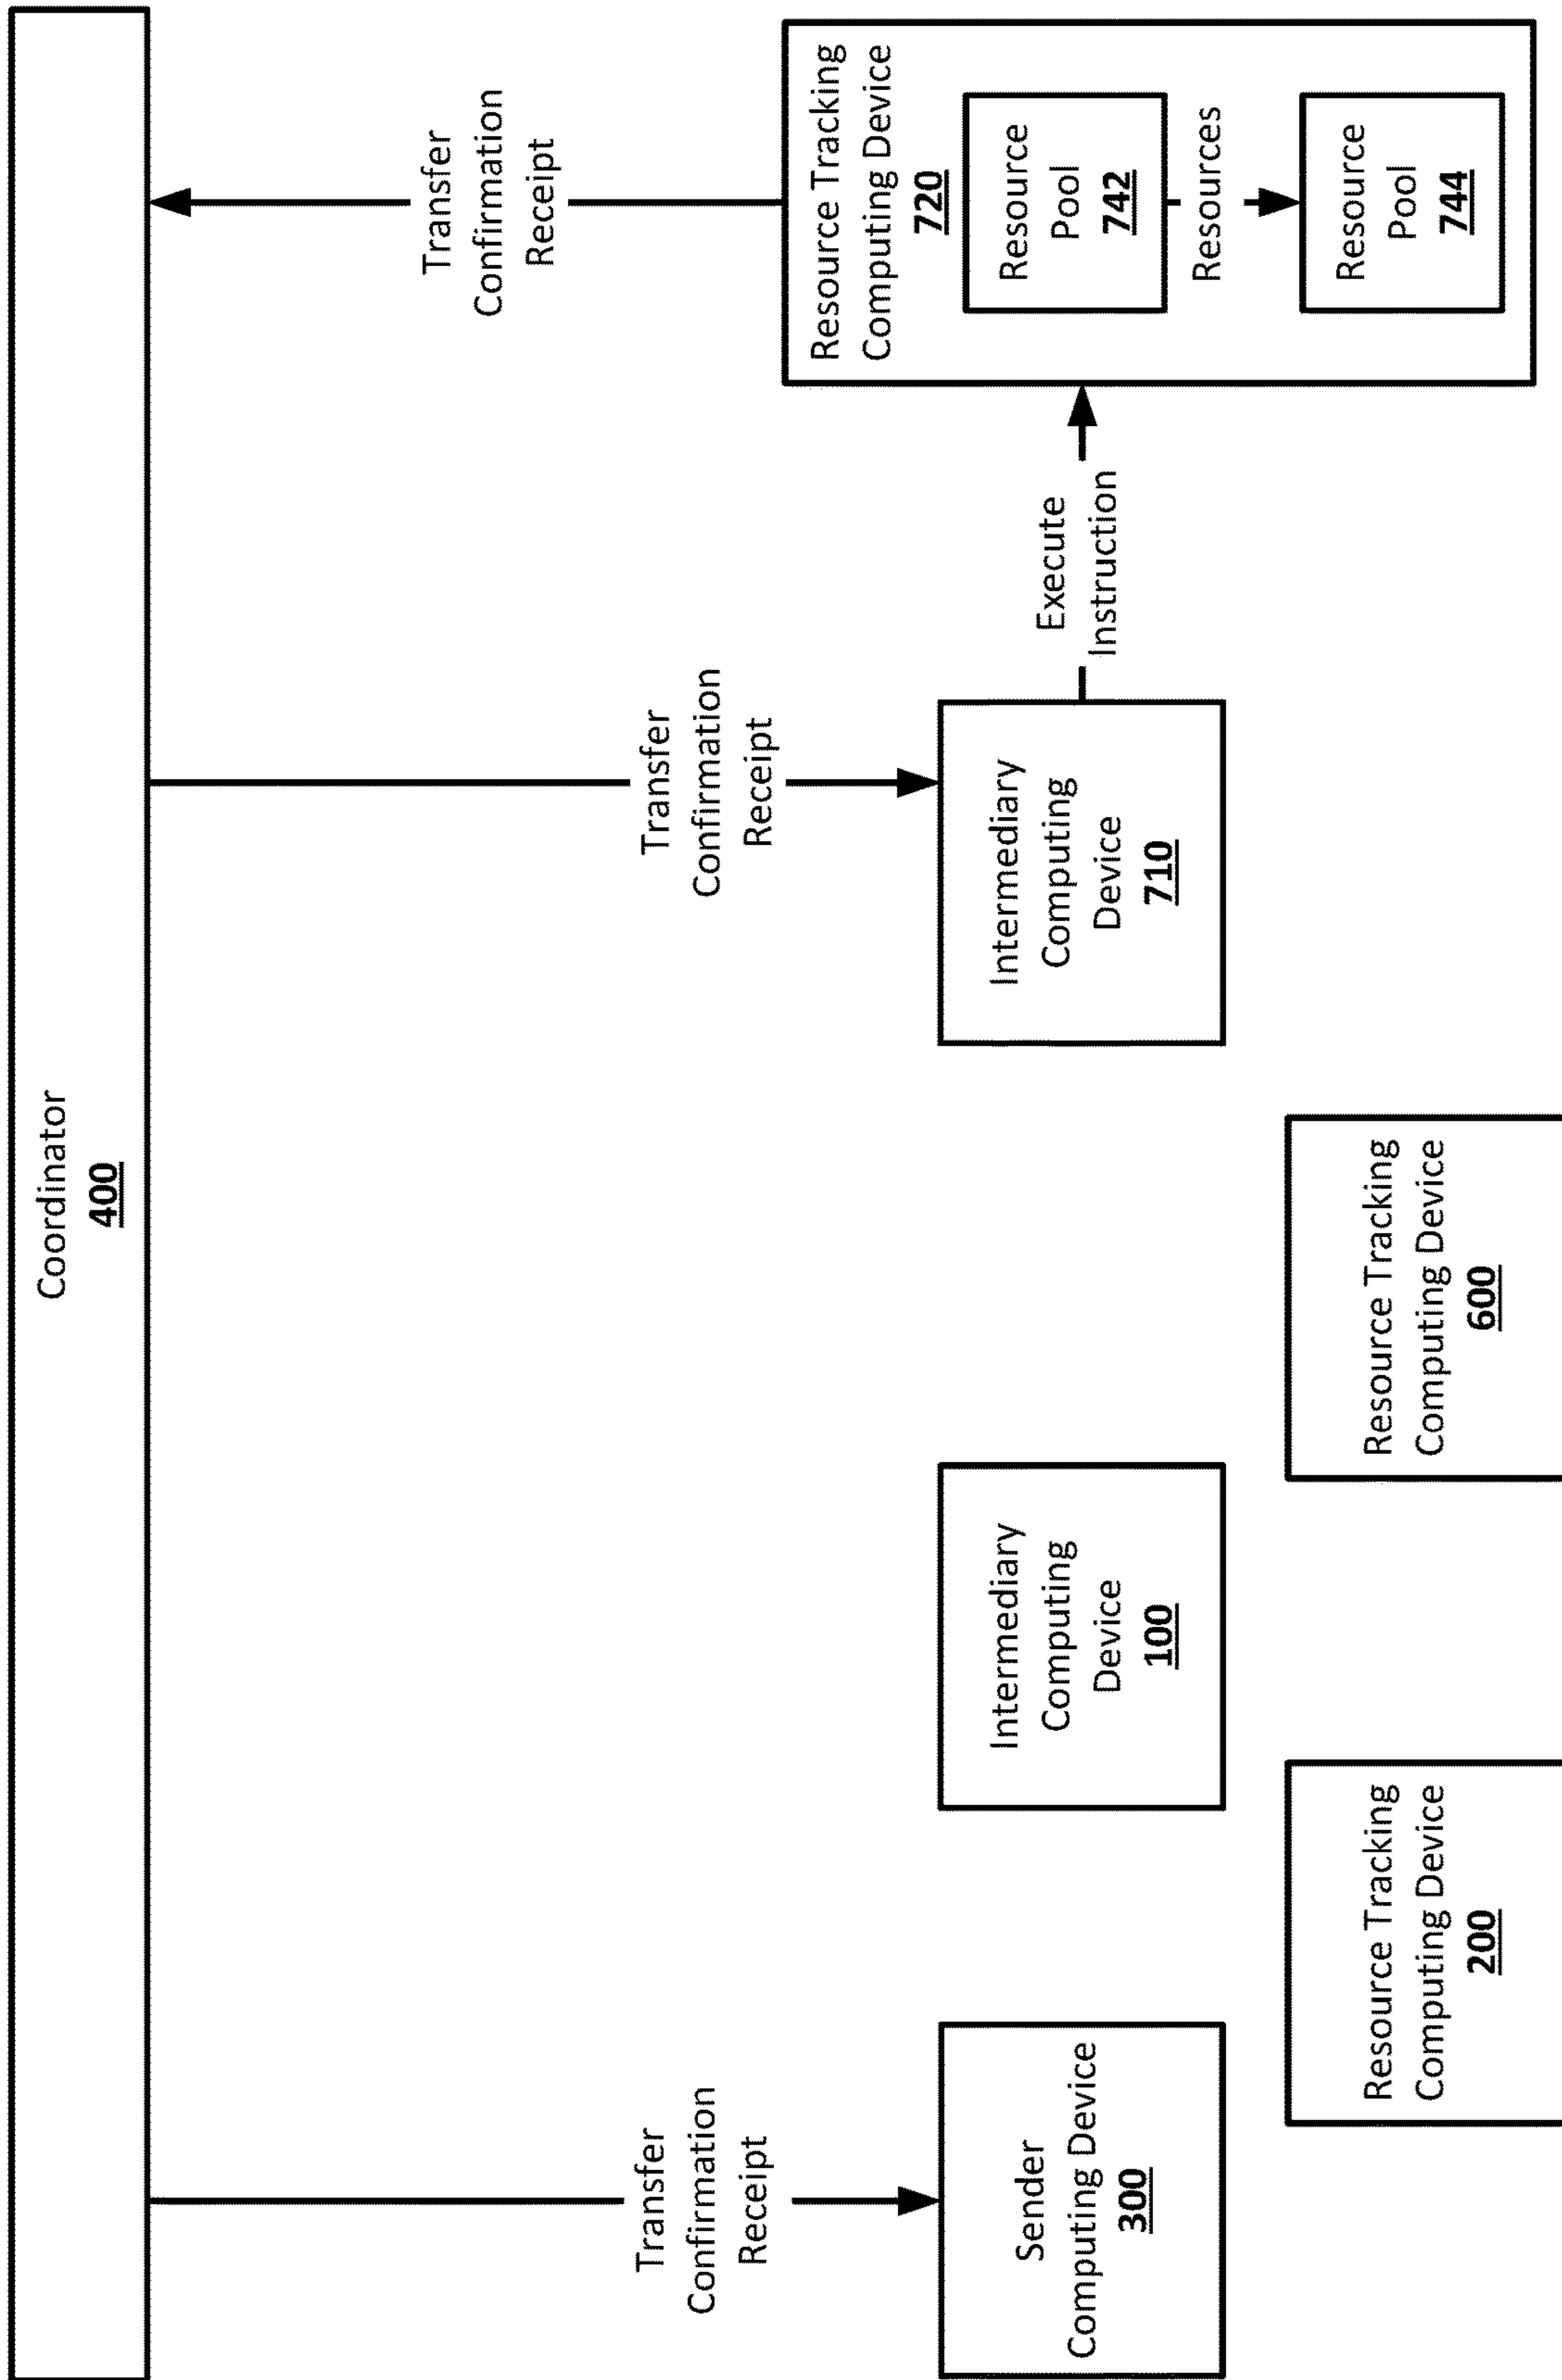 Coordinator
400
Transfer
Confirmation
Receipt
Transfer
Confirmation
Receipt
Transfer
Confirmation
Receipt
Sender
Computing Device
300
Intermediary
Computing
Device
100
Intermediary
Computing
Device
710
Execute
Instruction
Resource Tracking
Computing Device
720
Resource
Pool
742
Resources
Resource
Pool
744
Resource Tracking
Computing Device
200
Resource Tracking
Computing Device
600